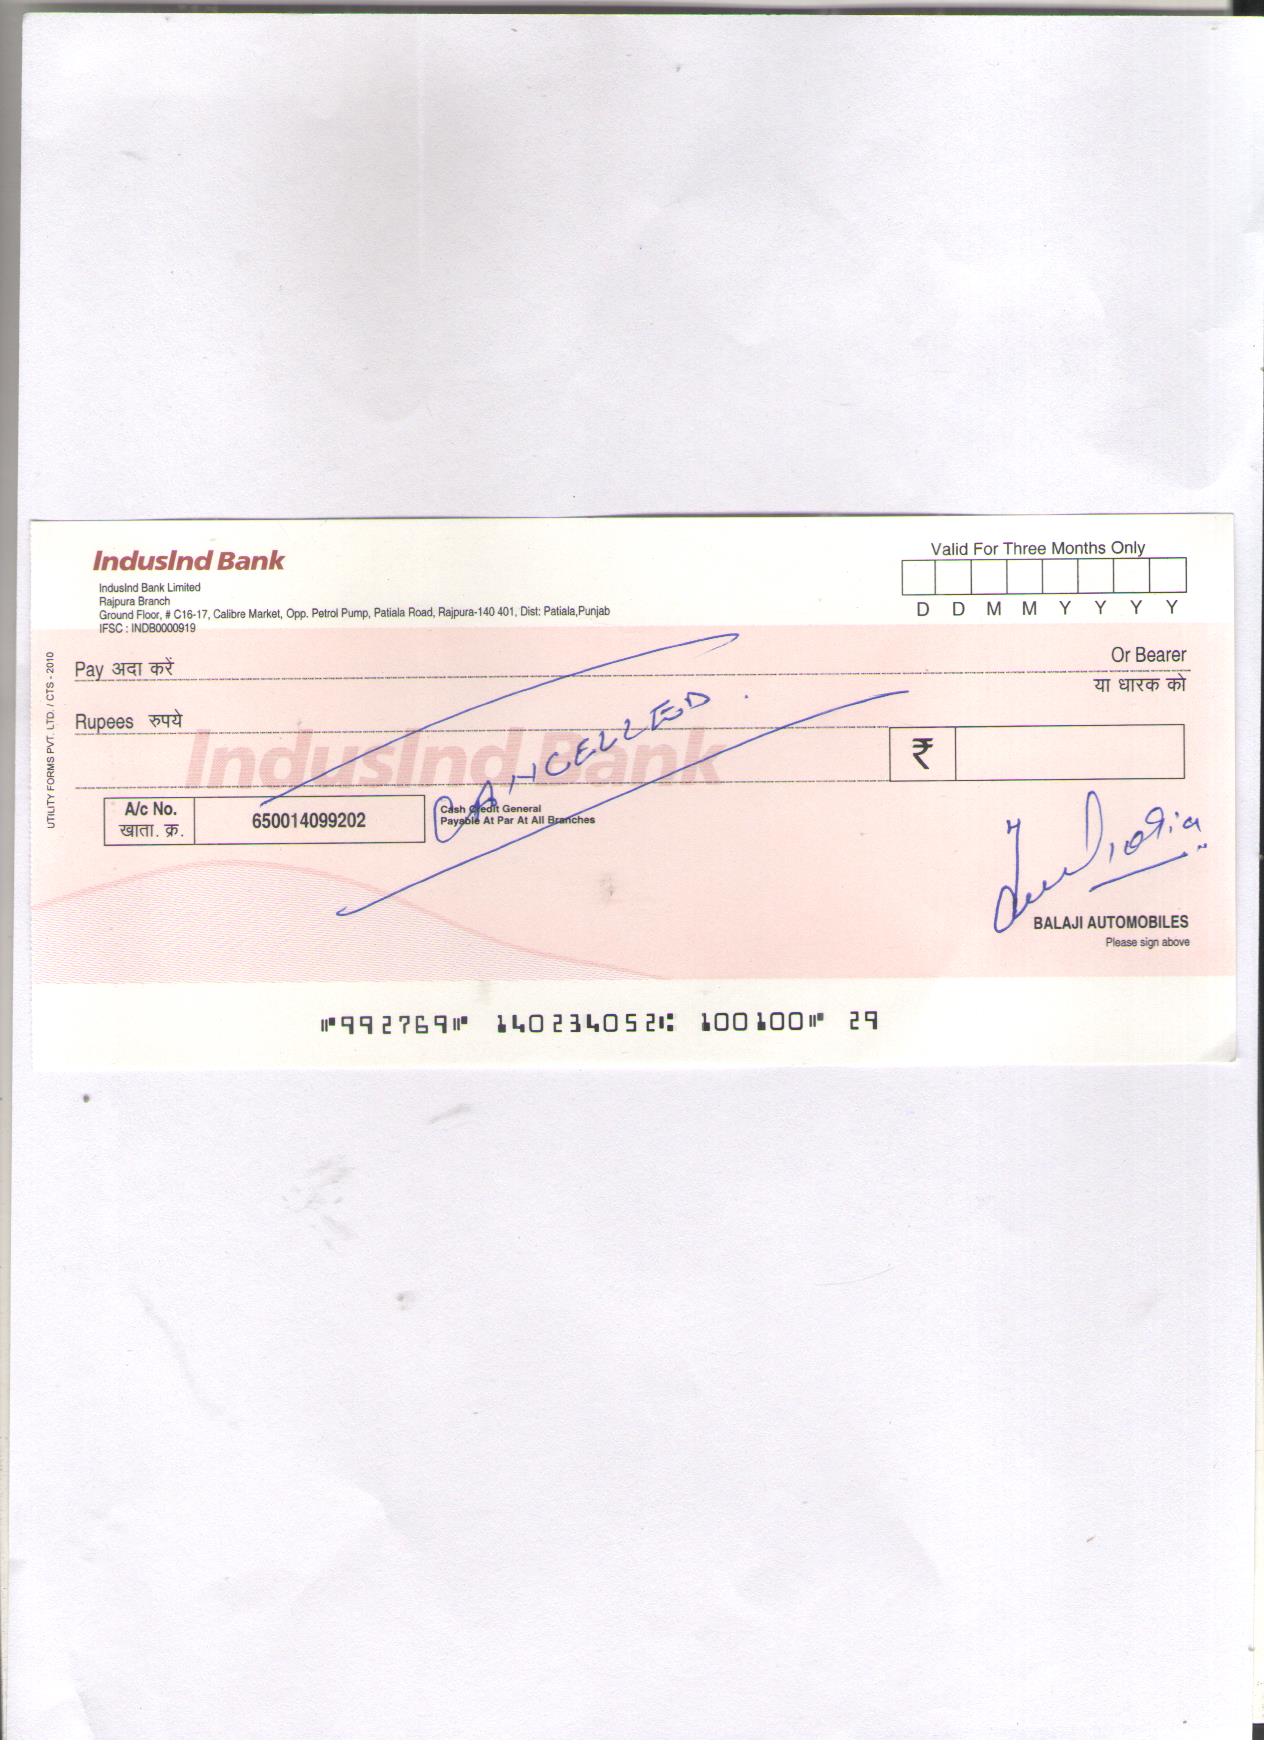 IndusInd Bank
IndusInd Bank Limited
Rajpura Branch
Ground Floor, # C16-17, Calibre Market, Opp. Petrol Pump, Patiala Road, Rajpura-140 401, Dist: Patiala,Punjab
IFSC : INDB0000919
Valid For Three Months Only
D D M M Y Y Y Y
Pay अदा करें
Or Bearer
या धारक को
Rupees रुपये
IndusInd Bank
₹
CANCELLED
A/c No.
खाता. क्र.
650014099202
Cash Credit General
Payable At Par At All Branches
BALAJI AUTOMOBILES
Please sign above
UTILITY FORMS PVT. LTD. / CTS - 2010
⑈992769⑈ 140234052⑆ 100100⑈ 29